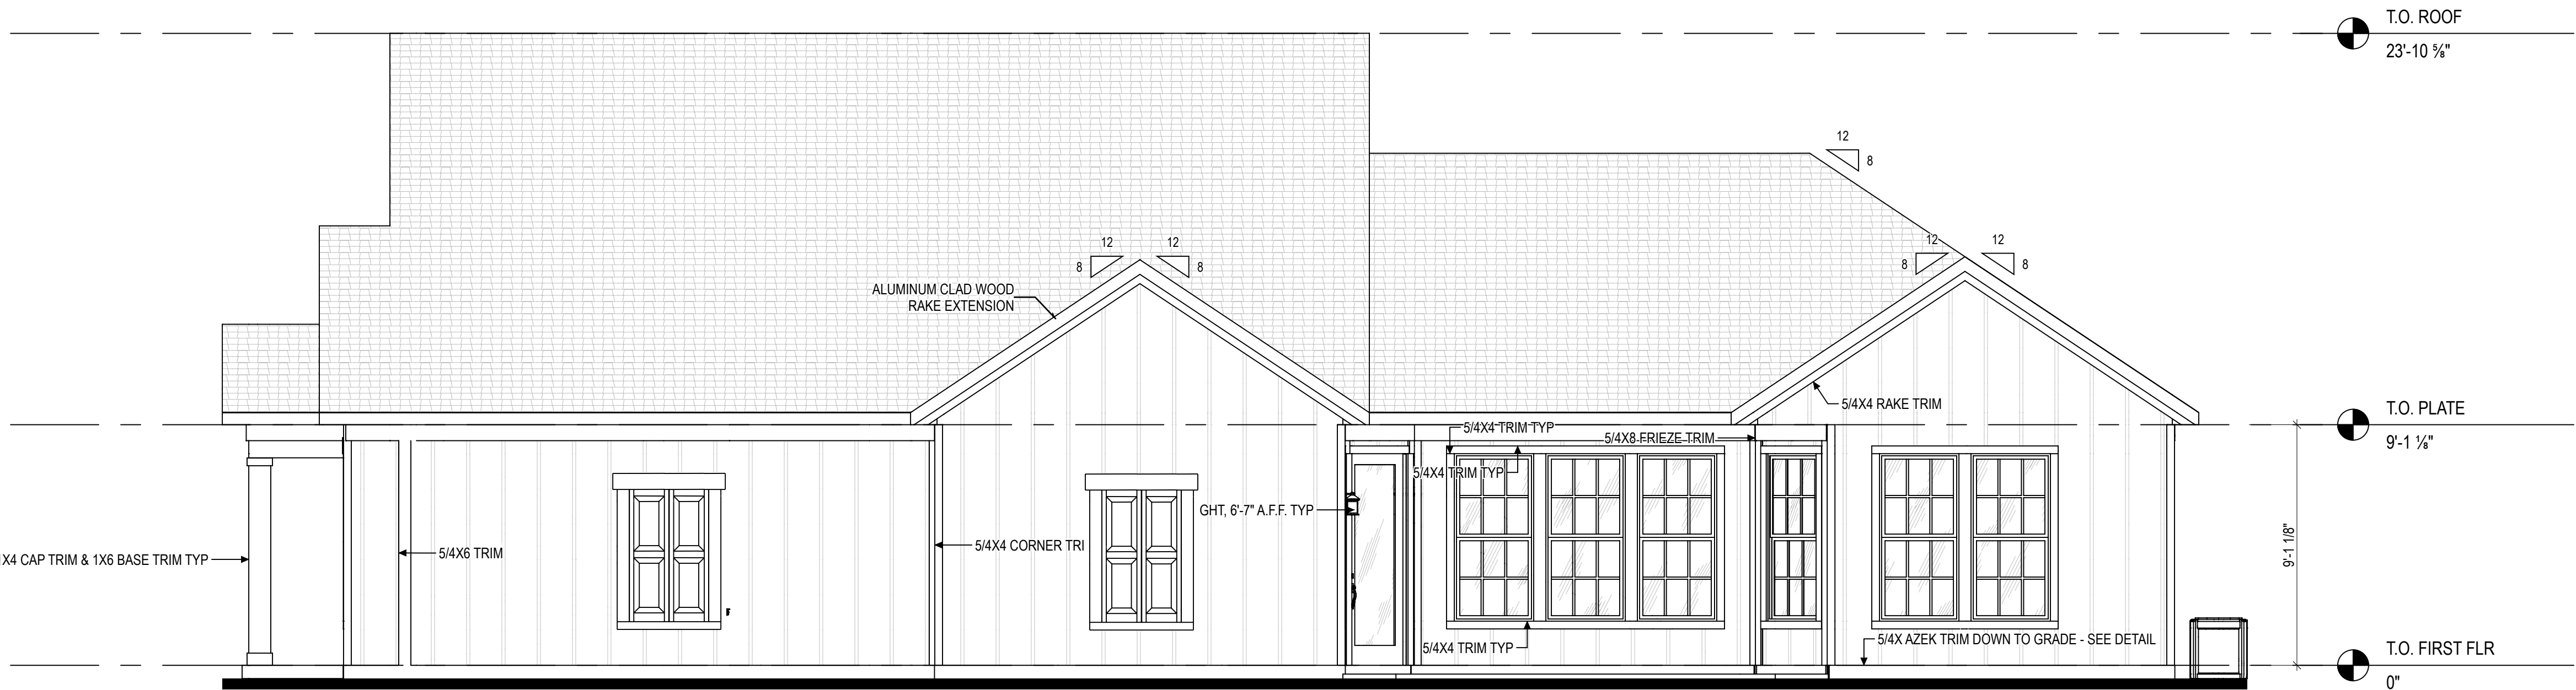 T.O. ROOF
23'-10 ⅝"
12
8
12
12
8
8
12
12
8
8
ALUMINUM CLAD WOOD
RAKE EXTENSION
5/4X4 RAKE TRIM
T.O. PLATE
9'-1 ⅛"
5/4X4 TRIM TYP
5/4X8 FRIEZE TRIM
5/4X4 TRIM TYP
GHT, 6'-7" A.F.F. TYP
9'-1 1/8"
X4 CAP TRIM & 1X6 BASE TRIM TYP
5/4X6 TRIM
5/4X4 CORNER TRI
5/4X4 TRIM TYP
5/4X AZEK TRIM DOWN TO GRADE - SEE DETAIL
T.O. FIRST FLR
0"